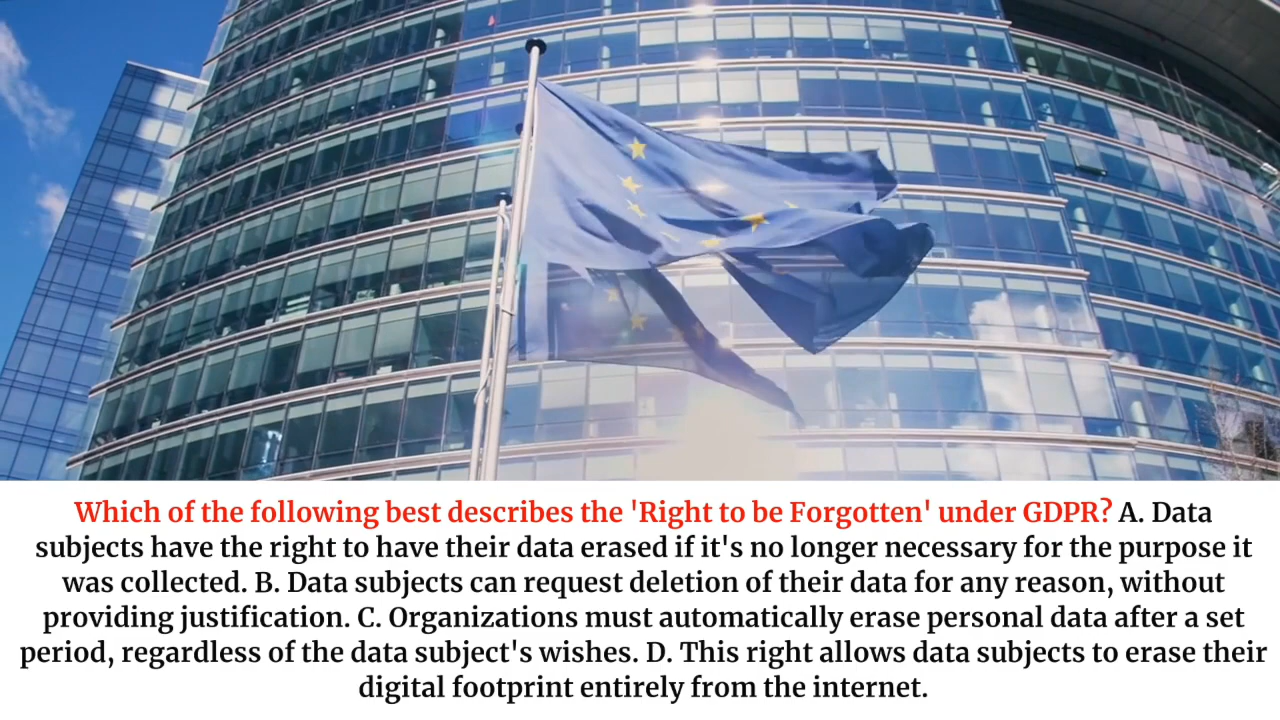 Which of the following best describes the 'Right to be Forgotten' under GDPR? A. Data
subjects have the right to have their data erased if it's no longer necessary for the purpose it
was collected. B. Data subjects can request deletion of their data for any reason, without
providing justification. C. Organizations must automatically erase personal data after a set
period, regardless of the data subject's wishes. D. This right allows data subjects to erase their
digital footprint entirely from the internet.